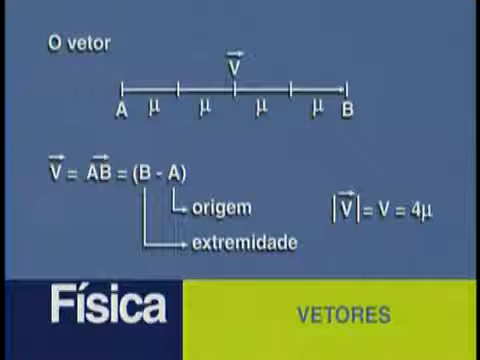 O vetor
V⃗
A μ μ μ μ B
V⃗ = AB⃗ = (B - A)
origem
|V⃗| = V = 4μ
extremidade
Física
VETORES